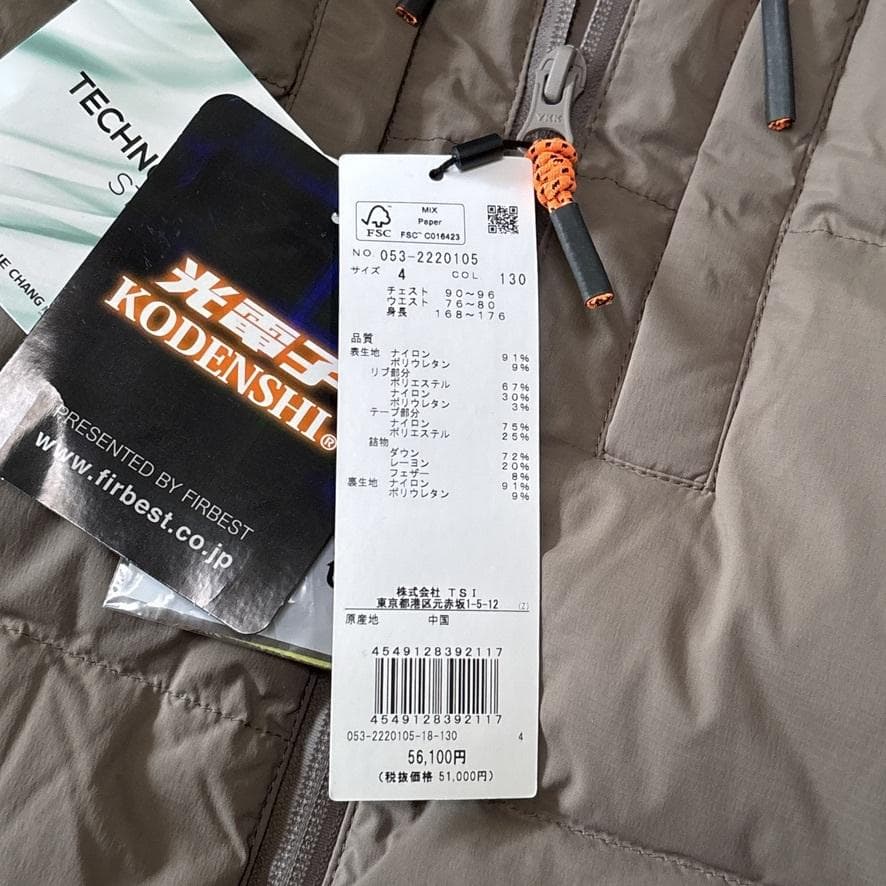 TECHN
S
E CHANG
光電子
KODENSHI®
PRESENTED BY FIRBEST
www.firbest.co.jp
YKK
FSC
MIX
Paper
FSC™ C016423
NO. 053-2220105
サイズ 4 COL. 130
チェスト 90～96
ウエスト 76～80
身長 168～176
品質
表生地 ナイロン 91%
ポリウレタン 9%
リブ部分
ポリエステル 67%
ナイロン 30%
ポリウレタン 3%
テープ部分
ナイロン 75%
ポリエステル 25%
詰物
ダウン 72%
レーヨン 20%
フェザー 8%
裏生地 ナイロン 91%
ポリウレタン 9%
株式会社 TSI
東京都港区元赤坂1-5-12 (Z)
原産地 中国
4549128392117
4549128392117
053-2220105-18-130 4
56,100円
(税抜価格 51,000円)